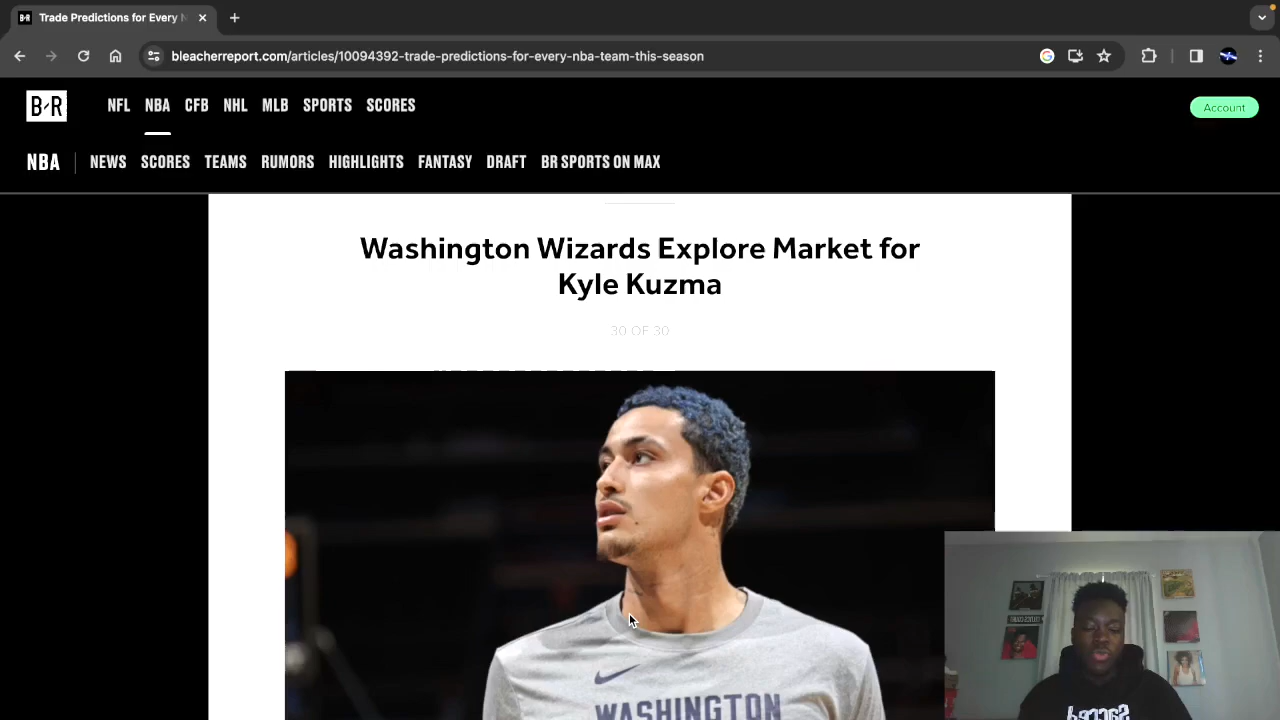 B/R Trade Predictions for Every N
bleacherreport.com/articles/10094392-trade-predictions-for-every-nba-team-this-season
B/R NFL NBA CFB NHL MLB SPORTS SCORES Account
NBA NEWS SCORES TEAMS RUMORS HIGHLIGHTS FANTASY DRAFT BR SPORTS ON MAX
Washington Wizards Explore Market for
Kyle Kuzma
30 OF 30
WASHINGTON